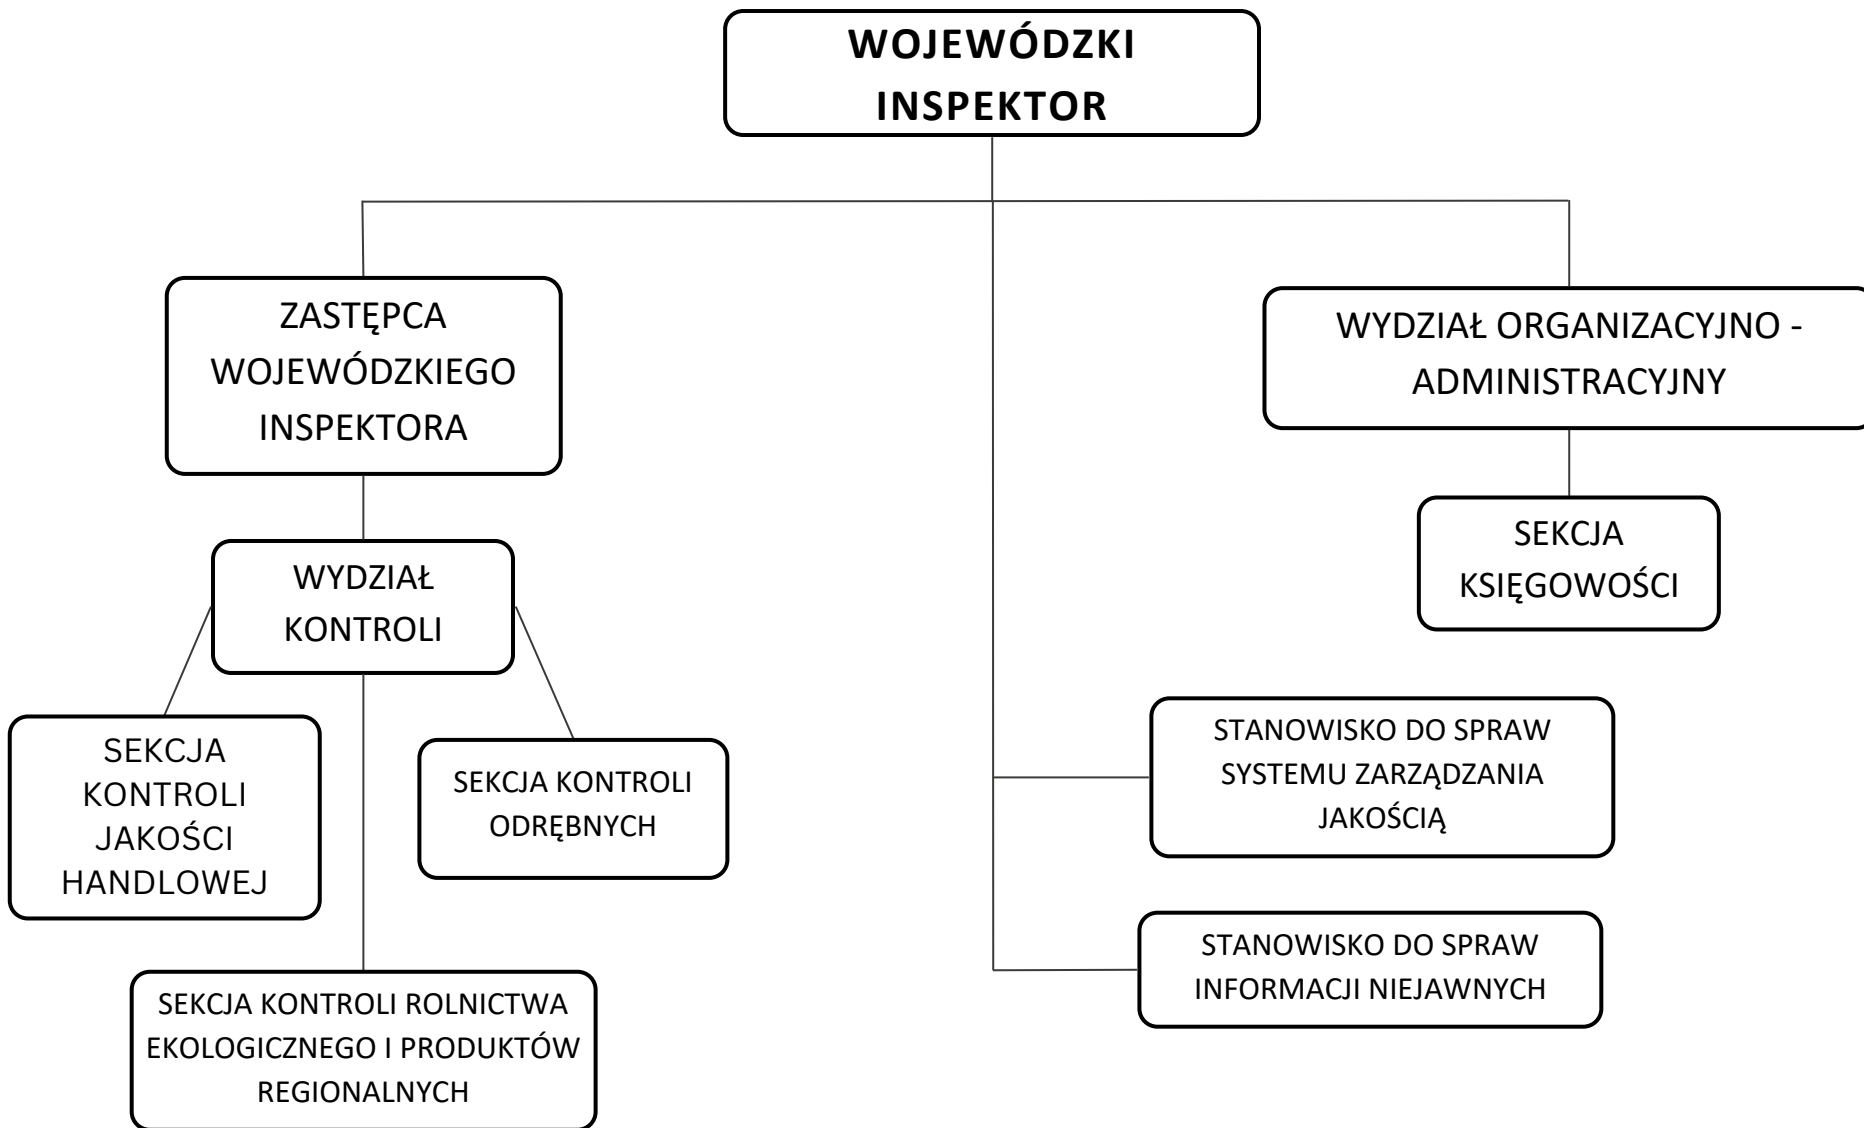 WOJEWÓDZKI
INSPEKTOR
ZASTĘPCA
WOJEWÓDZKIEGO
INSPEKTORA
WYDZIAŁ ORGANIZACYJNO -
ADMINISTRACYJNY
SEKCJA
KSIĘGOWOŚCI
WYDZIAŁ
KONTROLI
SEKCJA
KONTROLI
JAKOŚCI
HANDLOWEJ
SEKCJA KONTROLI
ODRĘBNYCH
SEKCJA KONTROLI ROLNICTWA
EKOLOGICZNEGO I PRODUKTÓW
REGIONALNYCH
STANOWISKO DO SPRAW
SYSTEMU ZARZĄDZANIA
JAKOŚCIĄ
STANOWISKO DO SPRAW
INFORMACJI NIEJAWNYCH